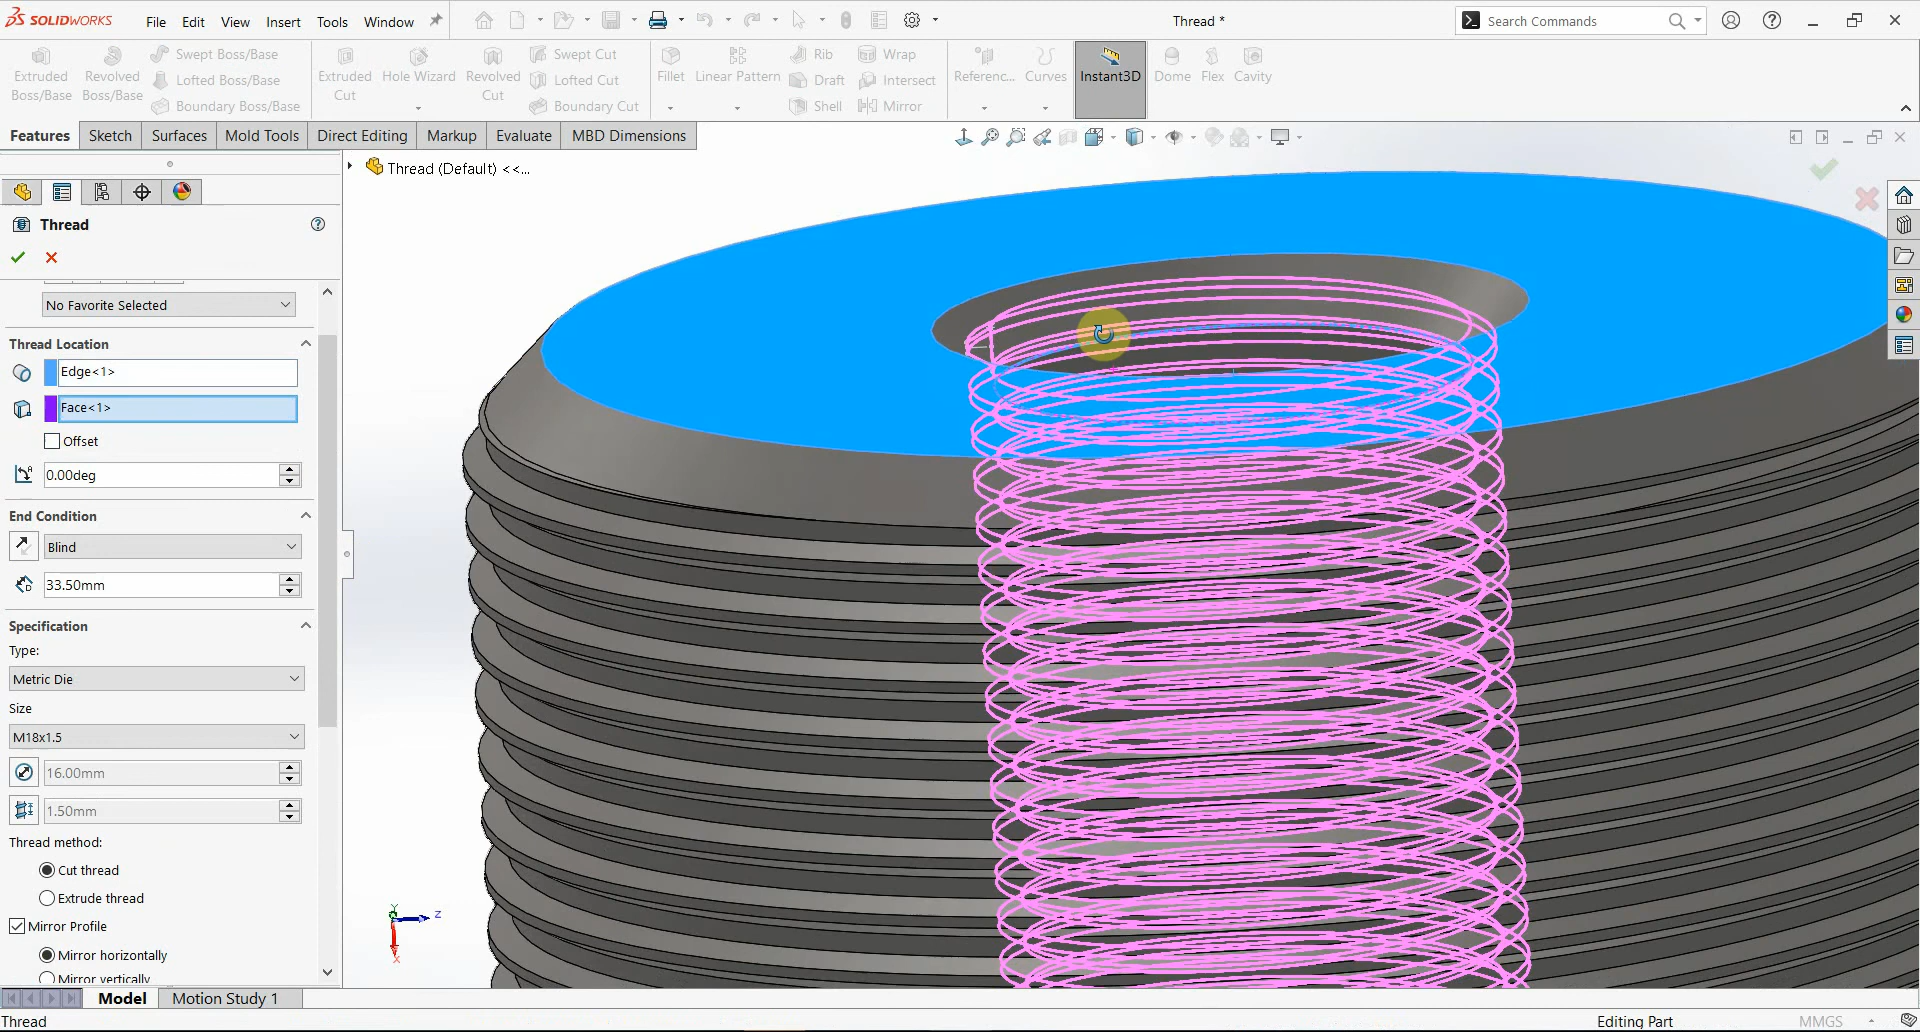 SOLIDWORKS File Edit View Insert Tools Window Thread * Search Commands
Extruded Boss/Base Revolved Boss/Base Swept Boss/Base Lofted Boss/Base Boundary Boss/Base Extruded Cut Hole Wizard Revolved Cut Swept Cut Lofted Cut Boundary Cut Fillet Linear Pattern Rib Draft Shell Wrap Intersect Mirror Referenc... Curves Instant3D Dome Flex Cavity
Features Sketch Surfaces Mold Tools Direct Editing Markup Evaluate MBD Dimensions
Thread (Default) <<...
Thread
No Favorite Selected
Thread Location
Edge<1>
Face<1>
Offset
0.00deg
End Condition
Blind
33.50mm
Specification
Type:
Metric Die
Size
M18x1.5
16.00mm
1.50mm
Thread method:
Cut thread
Extrude thread
Mirror Profile
Mirror horizontally
Mirror vertically
Y
Z
X
Model Motion Study 1
Thread Editing Part MMGS